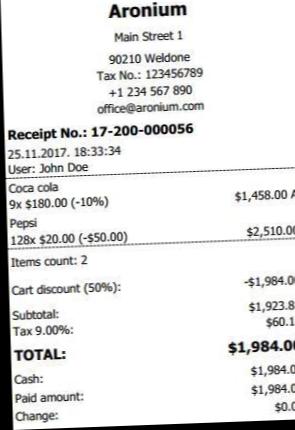 Aronium
Main Street 1
90210 Weldone
Tax No.: 123456789
+1 234 567 890
office@aronium.com
Receipt No.: 17-200-000056
25.11.2017. 18:33:34
User: John Doe
Coca cola
9x $180.00 (-10%) $1,458.00 A
Pepsi
128x $20.00 (-$50.00) $2,510.00
Items count: 2
Cart discount (50%): -$1,984.0
Subtotal: $1,923.8
Tax 9.00%: $60.1
TOTAL: $1,984.00
Cash: $1,984.0
Paid amount: $1,984.0
Change: $0.0